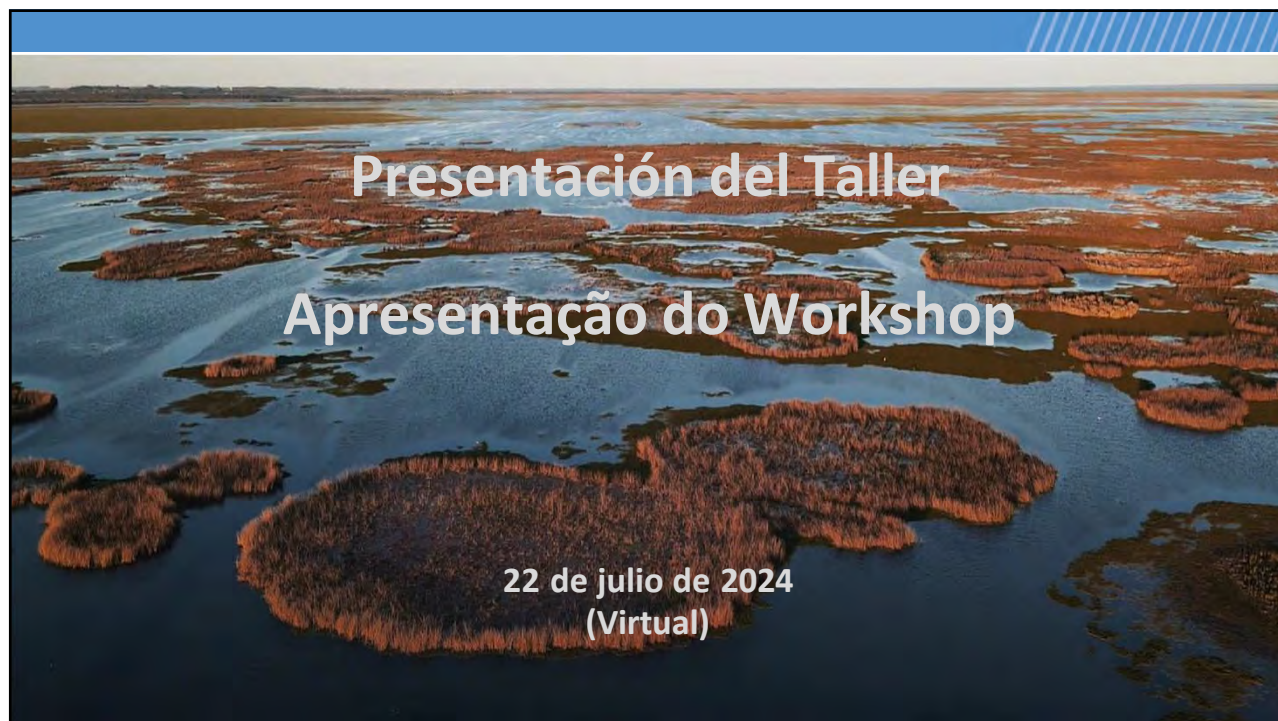 Presentación del Taller
Apresentação do Workshop
22 de julio de 2024
(Virtual)